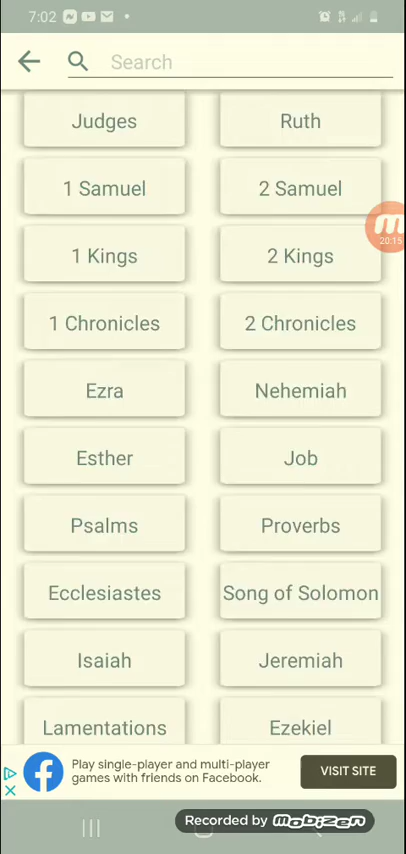 7:02
Search
Judges Ruth
1 Samuel 2 Samuel
1 Kings 2 Kings
20:15
1 Chronicles 2 Chronicles
Ezra Nehemiah
Esther Job
Psalms Proverbs
Ecclesiastes Song of Solomon
Isaiah Jeremiah
Lamentations Ezekiel
Play single-player and multi-player
games with friends on Facebook.
VISIT SITE
Recorded by mobizen